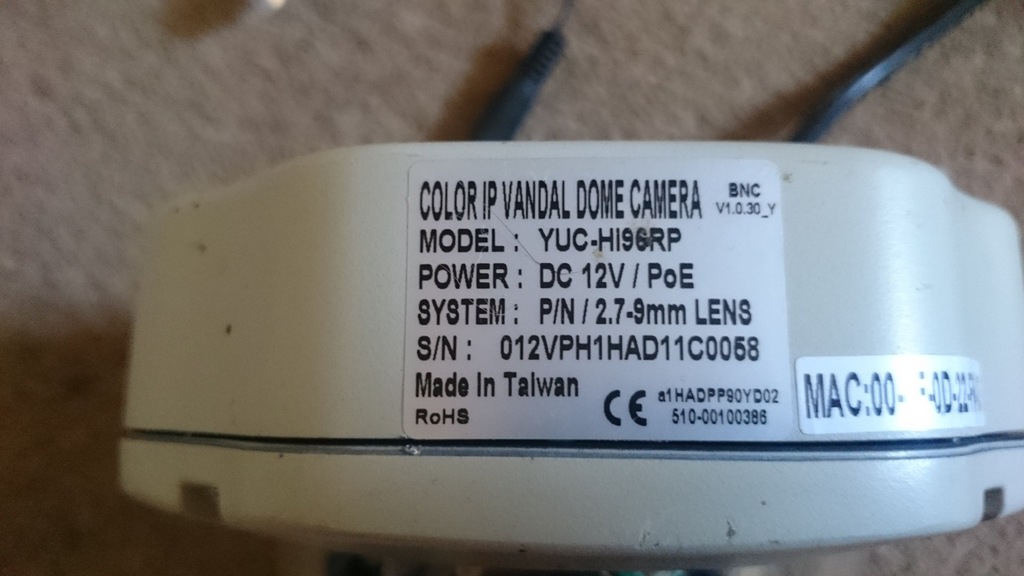 COLOR IP VANDAL DOME CAMERA
BNC
V1.0.30_Y
MODEL : YUC-HI96RP
POWER : DC 12V / PoE
SYSTEM : P/N / 2.7-9mm LENS
S/N : 012VPH1HAD11C0058
Made In Taiwan
RoHS
CE
a1HADPP90YD02
510-00100386
MAC:00-